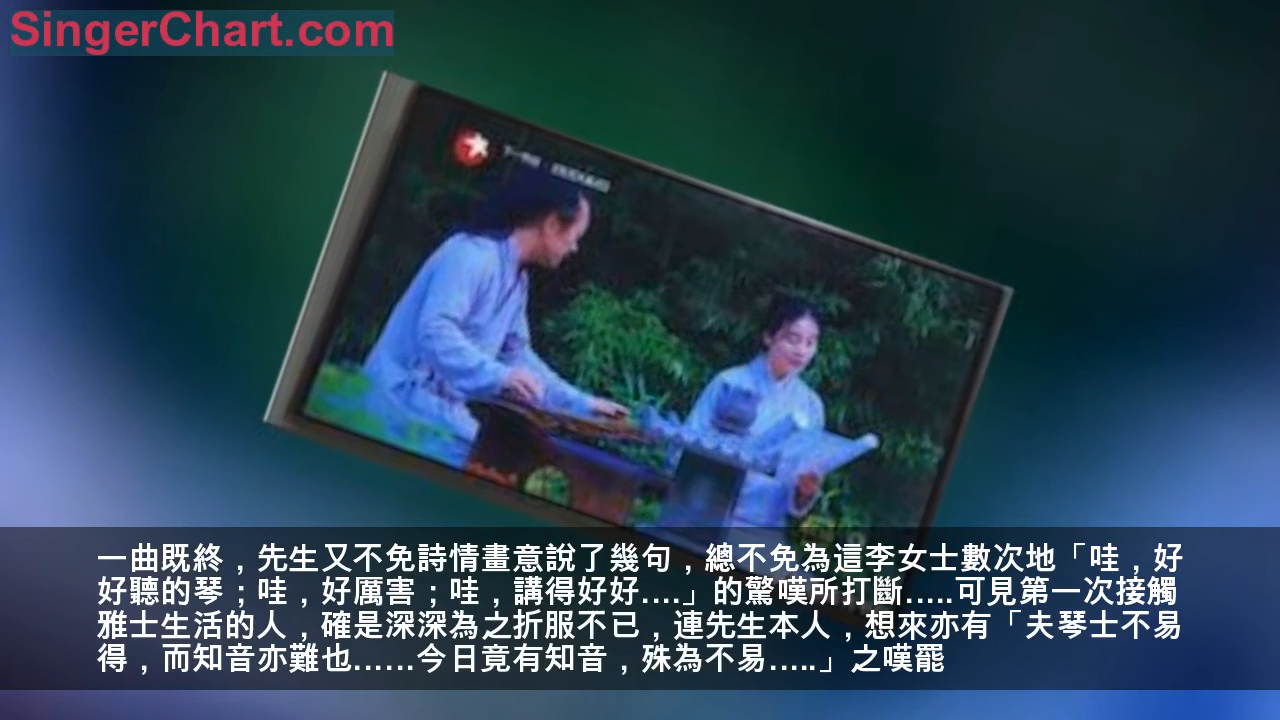 SingerChart.com
一曲既終，先生又不免詩情畫意說了幾句，總不免為這李女士數次地「哇，好
好聽的琴；哇，好厲害；哇，講得好好....」的驚嘆所打斷.....可見第一次接觸
雅士生活的人，確是深深為之折服不已，連先生本人，想來亦有「夫琴士不易
得，而知音亦難也......今日竟有知音，殊為不易.....」之嘆罷